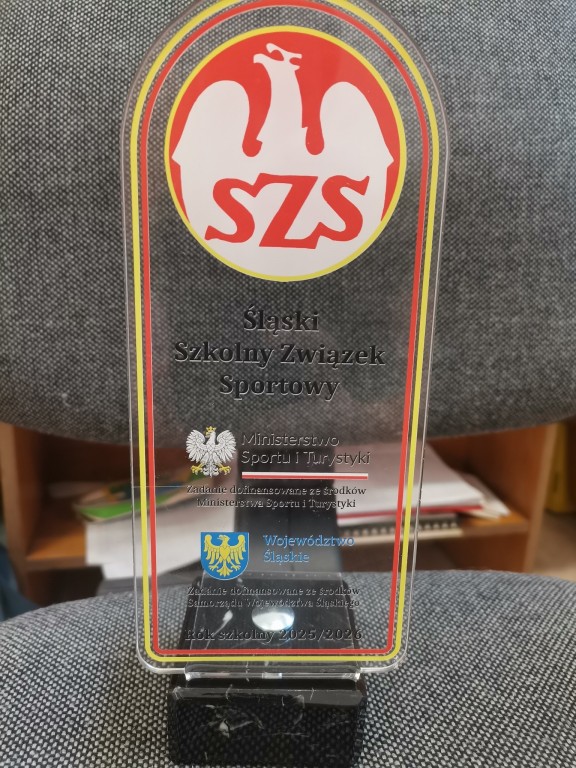 SZS
Śląski
Szkolny Związek
Sportowy
Ministerstwo
Sportu i Turystyki
Zadanie dofinansowane ze środków
Ministerstwa Sportu i Turystyki
Województwo
Śląskie
Zadanie dofinansowane ze środków
Samorządu Województwa Śląskiego
Rok szkolny 2025/2026